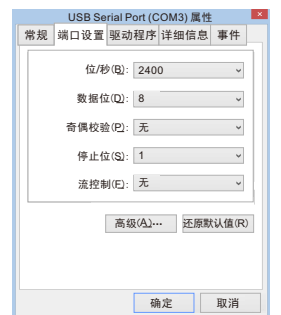 USB Serial Port (COM3) 属性
常规 端口设置 驱动程序 详细信息 事件
位/秒(B): 2400
数据位(D): 8
奇偶校验(P): 无
停止位(S): 1
流控制(F): 无
高级(A)... 还原默认值(R)
确定 取消